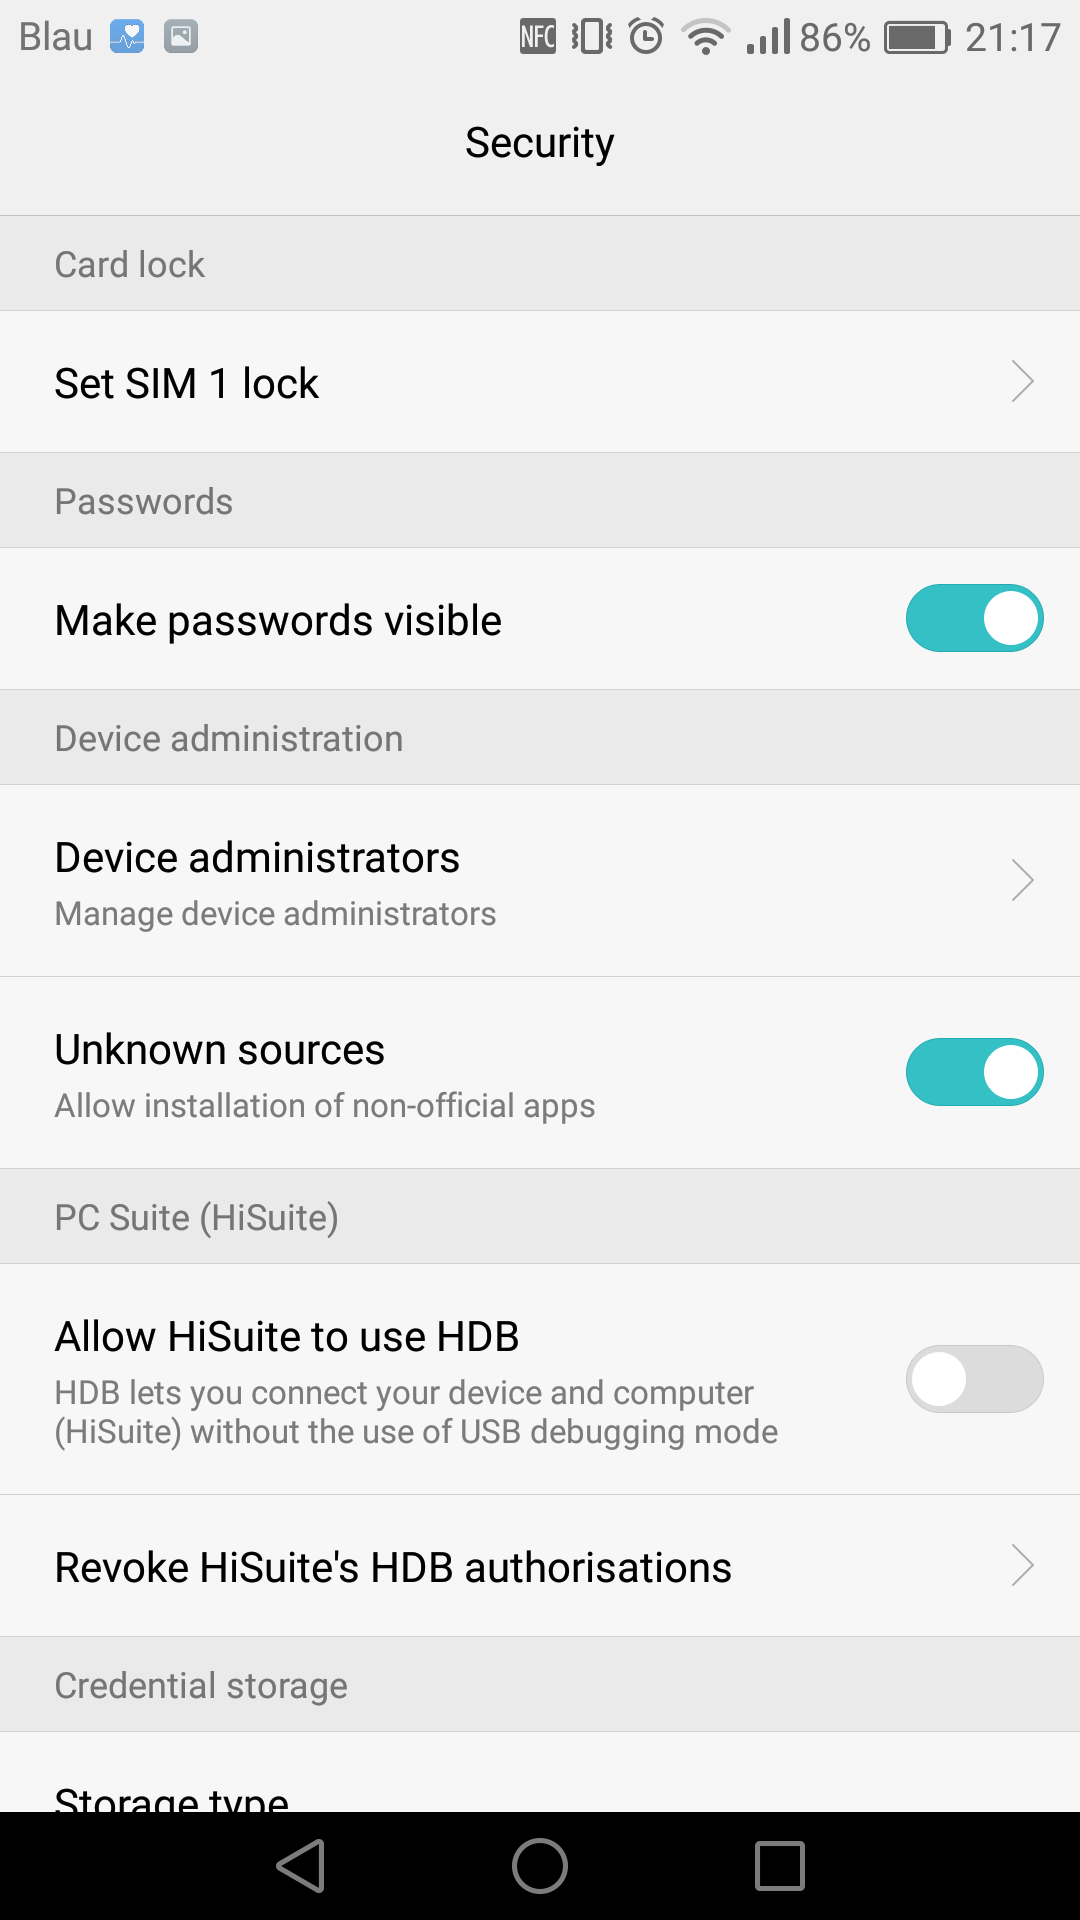 Blau NFC 86% 21:17
Security
Card lock
Set SIM 1 lock
Passwords
Make passwords visible
Device administration
Device administrators
Manage device administrators
Unknown sources
Allow installation of non-official apps
PC Suite (HiSuite)
Allow HiSuite to use HDB
HDB lets you connect your device and computer
(HiSuite) without the use of USB debugging mode
Revoke HiSuite's HDB authorisations
Credential storage
Storage type